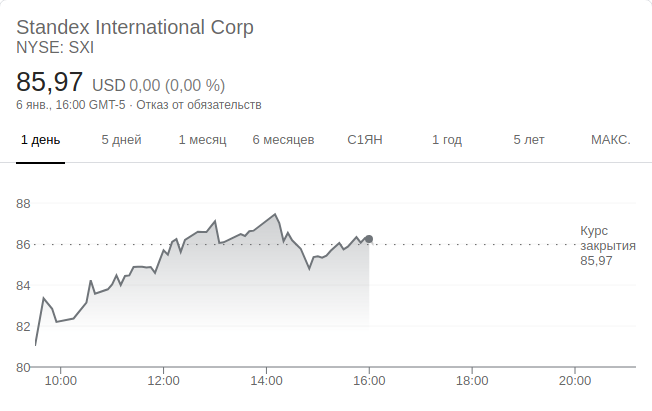 Standex International Corp
NYSE: SXI
85,97 USD 0,00 (0,00 %)
6 янв., 16:00 GMT-5 · Отказ от обязательств
1 день 5 дней 1 месяц 6 месяцев С1ЯН 1 год 5 лет МАКС.
88
86
84
82
80
Курс
закрытия
85,97
10:00 12:00 14:00 16:00 18:00 20:00